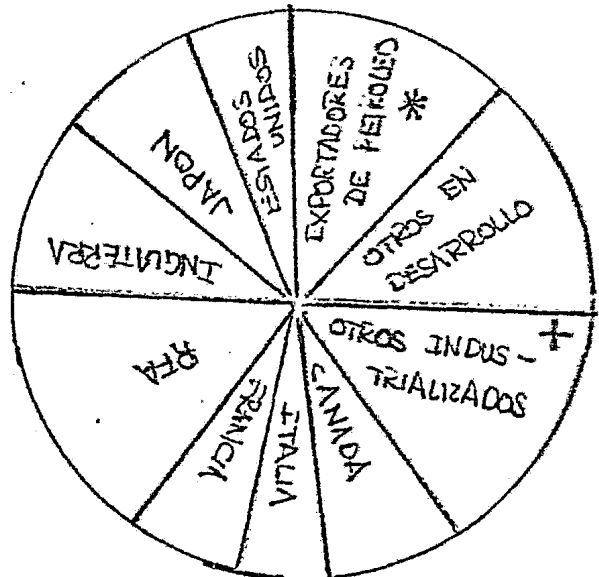 EXPORTADORES
DE PETROLEO
*
OTROS EN
DESARROLLO
OTROS INDUS-
TRIALIZADOS
+
CANADA
ITALIA
FRANCIA
RFA
INGLATERRA
JAPON
ESTADOS
UNIDOS